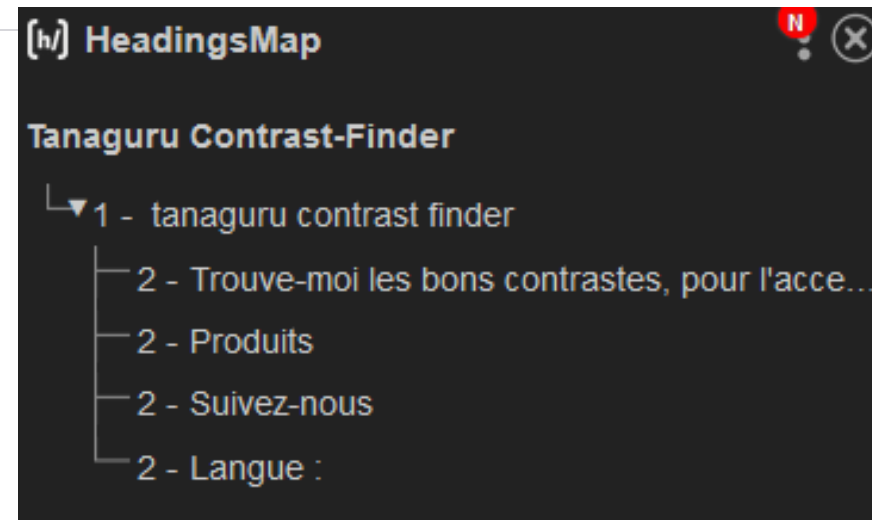 [h/] HeadingsMap
N
Tanaguru Contrast-Finder
1 - tanaguru contrast finder
2 - Trouve-moi les bons contrastes, pour l'acce...
2 - Produits
2 - Suivez-nous
2 - Langue :